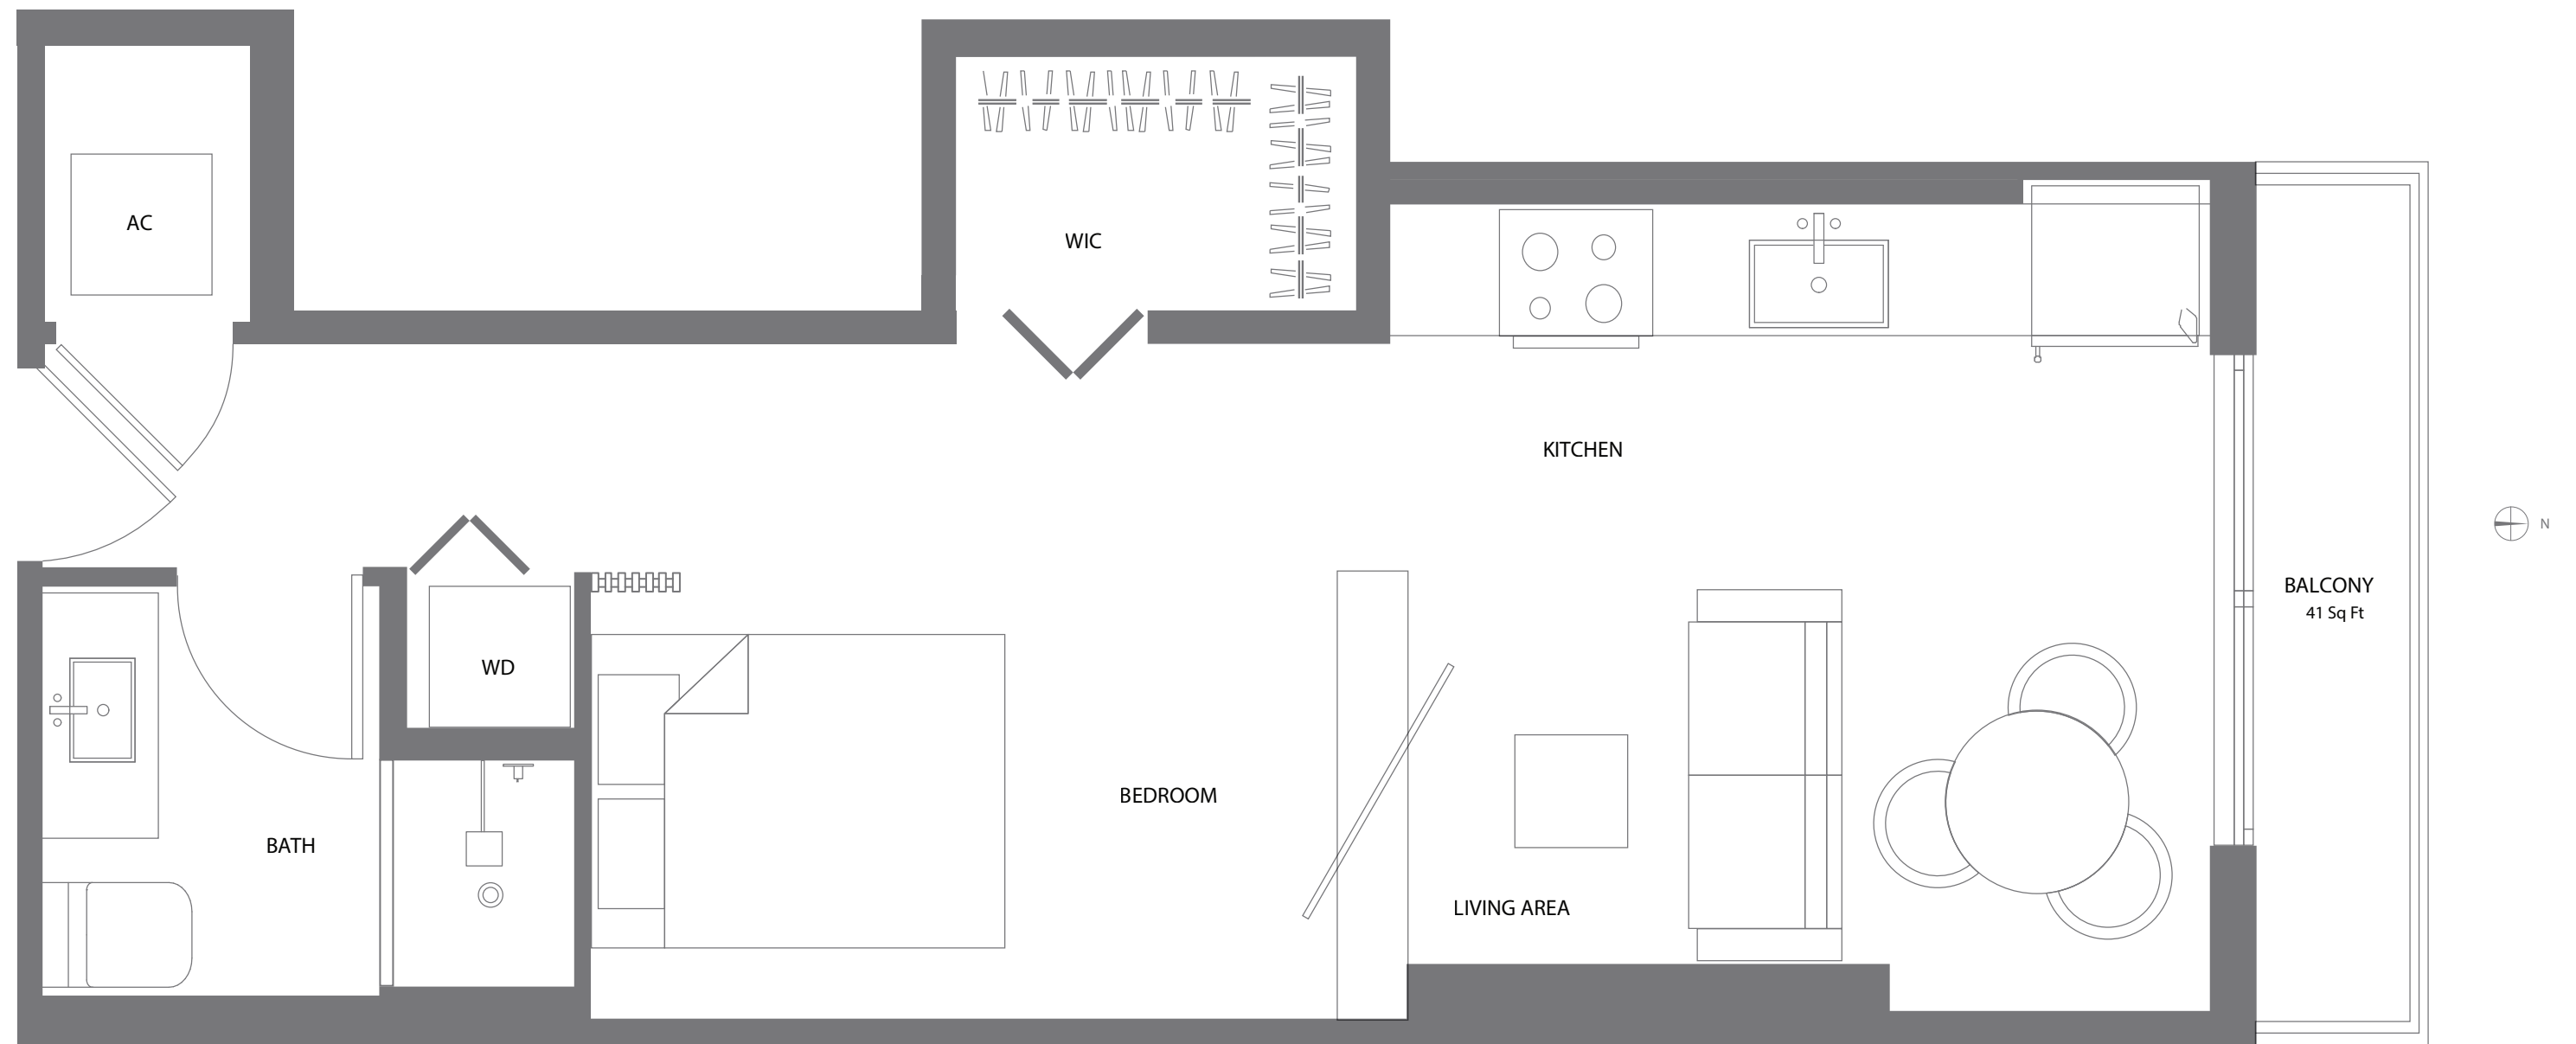 AC
WIC
KITCHEN
N
BALCONY
41 Sq Ft
WD
BEDROOM
BATH
LIVING AREA